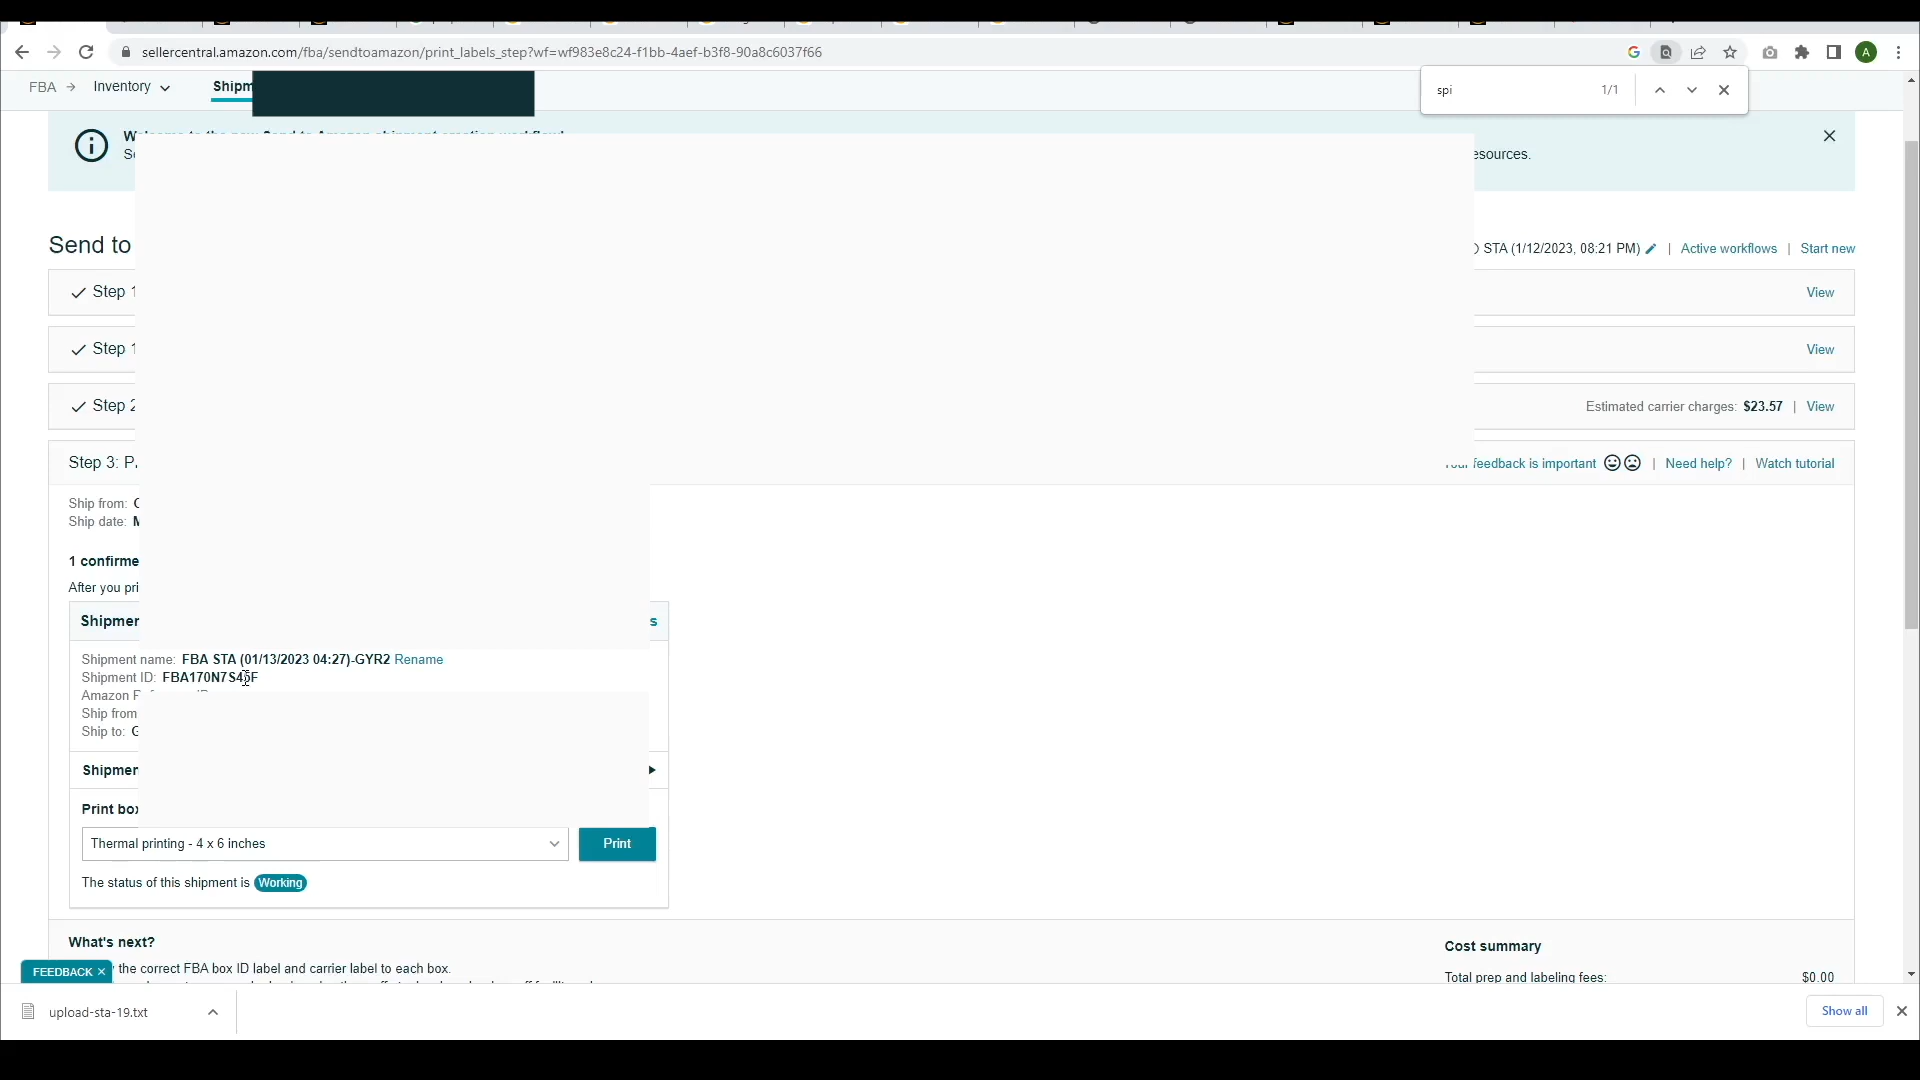 sellercentral.amazon.com/fba/sendtoamazon/print_labels_step?wf=wf983e8c24-f1bb-4aef-b3f8-90a8c6037f66
A
FBA → Inventory Shipm
spi 1/1
esources.
Send to STA (1/12/2023, 08:21 PM) | Active workflows | Start new
Step 1 View
Step 1 View
Step 2 Estimated carrier charges: $23.57 | View
Step 3: feedback is important | Need help? | Watch tutorial
Ship from:
Ship date:
1 confirme
After you pri
Shipmen s
Shipment name: FBA STA (01/13/2023 04:27)-GYR2 Rename
Shipment ID: FBA170N7S45F
Amazon
Ship from
Ship to: G
Shipmen
Print box
Thermal printing - 4 x 6 inches Print
The status of this shipment is Working
What's next? Cost summary
the correct FBA box ID label and carrier label to each box.
FEEDBACK ×
Total prep and labeling fees: $0.00
upload-sta-19.txt Show all